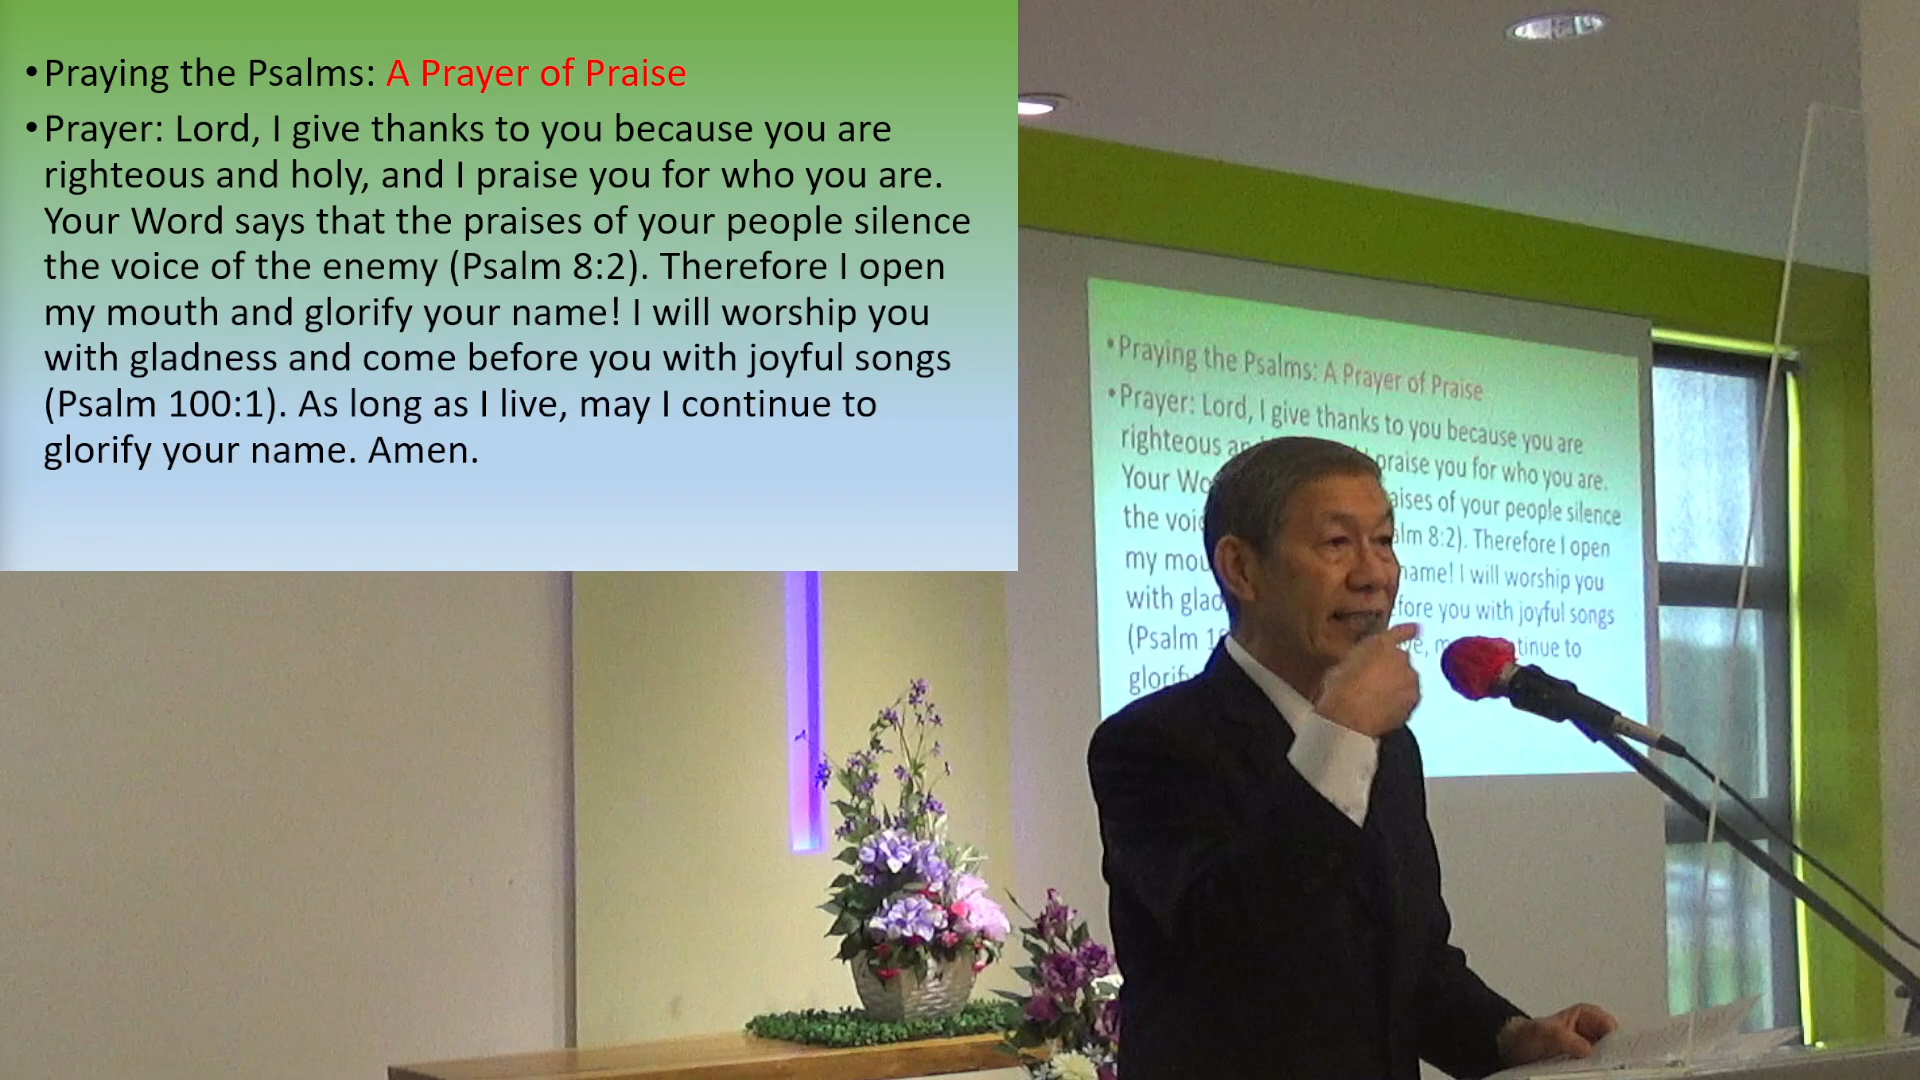 •Praying the Psalms: A Prayer of Praise
•Prayer: Lord, I give thanks to you because you are
righteous and holy, and I praise you for who you are.
Your Word says that the praises of your people silence
the voice of the enemy (Psalm 8:2). Therefore I open
my mouth and glorify your name! I will worship you
with gladness and come before you with joyful songs
(Psalm 100:1). As long as I live, may I continue to
glorify your name. Amen.
•Praying the Psalms: A Prayer of Praise
•Prayer: Lord, I give thanks to you because you are
righteous praise you for who you are.
Your of your people silence
the 8:2). Therefore I open
my name! I will worship you
with you with joyful songs
(Psalm to